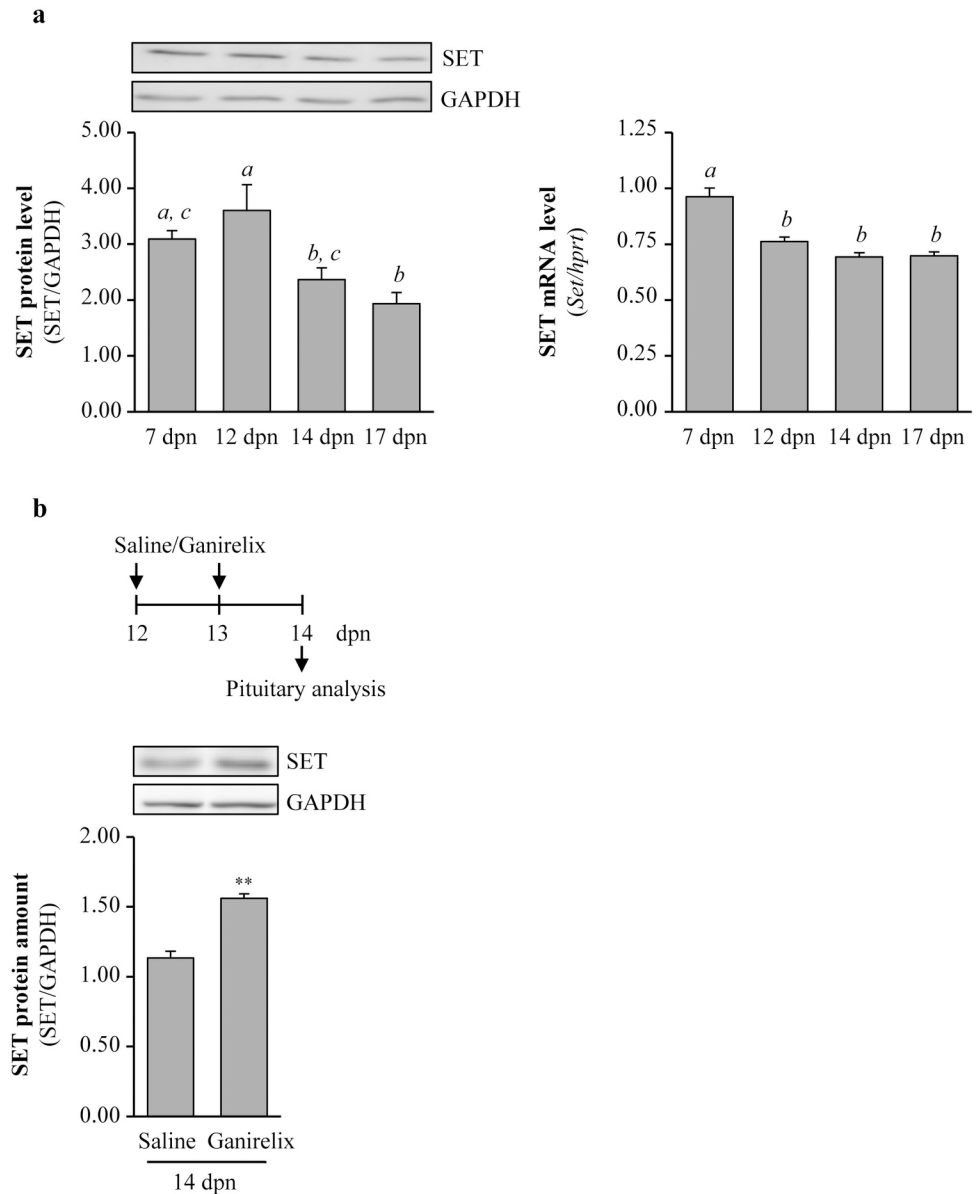 a
SET
GAPDH
SET protein level
(SET/GAPDH)
5.00
4.00
3.00
2.00
1.00
0.00
a, c
a
b, c
b
7 dpn 12 dpn 14 dpn 17 dpn
SET mRNA level
(Set/hprt)
1.25
1.00
0.75
0.50
0.25
0.00
a
b
b
b
7 dpn 12 dpn 14 dpn 17 dpn
b
Saline/Ganirelix
12 13 14 dpn
Pituitary analysis
SET
GAPDH
SET protein amount
(SET/GAPDH)
2.00
1.50
1.00
0.50
0.00
**
Saline Ganirelix
14 dpn